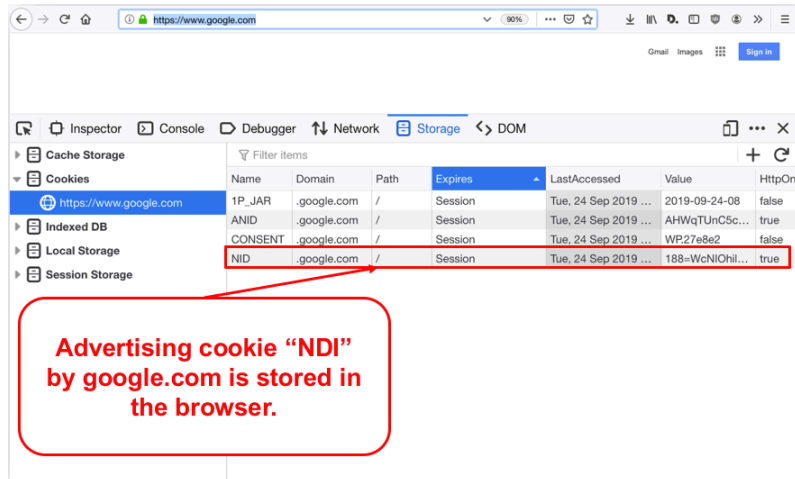 https://www.google.com 90%
Gmail Images Sign in
Inspector Console Debugger Network Storage DOM
Cache Storage
Cookies
https://www.google.com
Indexed DB
Local Storage
Session Storage
Filter items
Name Domain Path Expires LastAccessed Value HttpOn
1P_JAR .google.com / Session Tue, 24 Sep 2019 ... 2019-09-24-08 false
ANID .google.com / Session Tue, 24 Sep 2019 ... AHWqTUnC5c... true
CONSENT .google.com / Session Tue, 24 Sep 2019 ... WP.27e8e2 false
NID .google.com / Session Tue, 24 Sep 2019 ... 188=WcNIOhil... true
Advertising cookie “NDI”
by google.com is stored in
the browser.